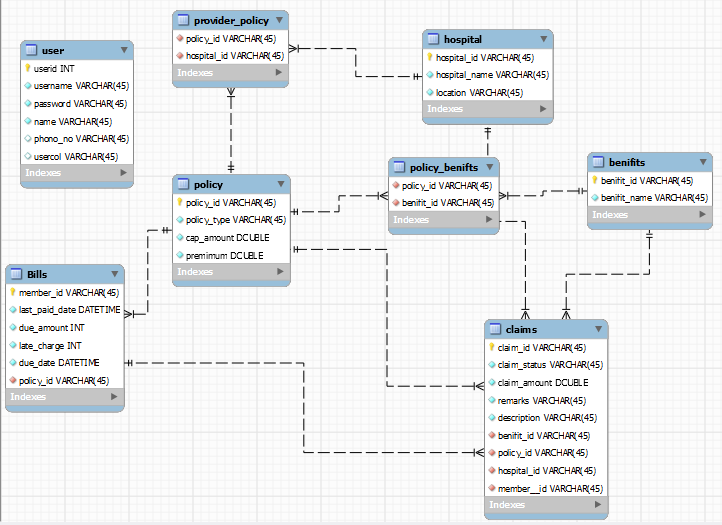 user
userid INT
username VARCHAR(45)
password VARCHAR(45)
name VARCHAR(45)
phono_no VARCHAR(45)
usercol VARCHAR(45)
Indexes
provider_policy
policy_id VARCHAR(45)
hospital_id VARCHAR(45)
Indexes
hospital
hospital_id VARCHAR(45)
hospital_name VARCHAR(45)
location VARCHAR(45)
Indexes
policy
policy_id VARCHAR(45)
policy_type VARCHAR(45)
cap_amount DOUBLE
premimum DOUBLE
Indexes
policy_benifts
policy_id VARCHAR(45)
benifit_id VARCHAR(45)
Indexes
benifits
benifit_id VARCHAR(45)
benifit_name VARCHAR(45)
Indexes
Bills
member_id VARCHAR(45)
last_paid_date DATETIME
due_amount INT
late_charge INT
due_date DATETIME
policy_id VARCHAR(45)
Indexes
claims
claim_id VARCHAR(45)
claim_status VARCHAR(45)
claim_amount DOUBLE
remarks VARCHAR(45)
description VARCHAR(45)
benifit_id VARCHAR(45)
policy_id VARCHAR(45)
hospital_id VARCHAR(45)
member__id VARCHAR(45)
Indexes